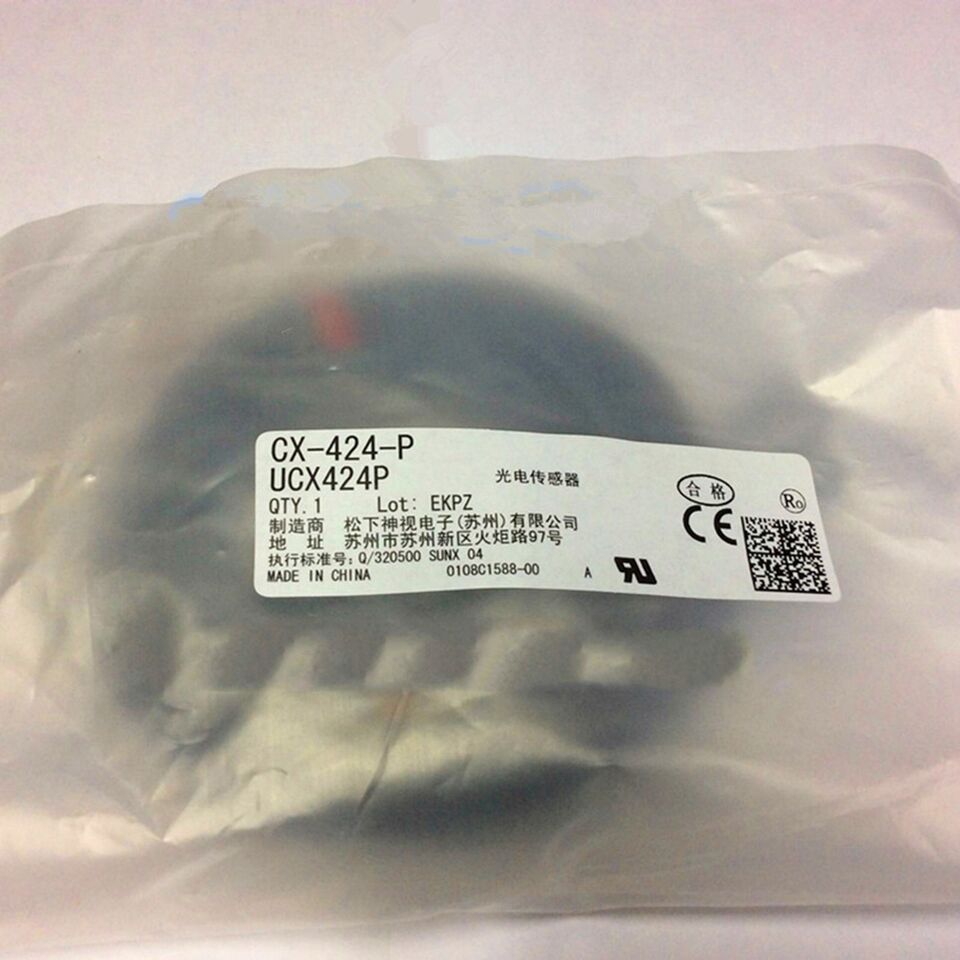 CX-424-P
UCX424P 光电传感器
QTY.1 Lot: EKPZ
制造商 松下神视电子(苏州)有限公司
地 址 苏州市苏州新区火炬路97号
执行标准号: Q/320500 SUNX 04
MADE IN CHINA 0108C1588-00 A
合格
Ro
CE
RU